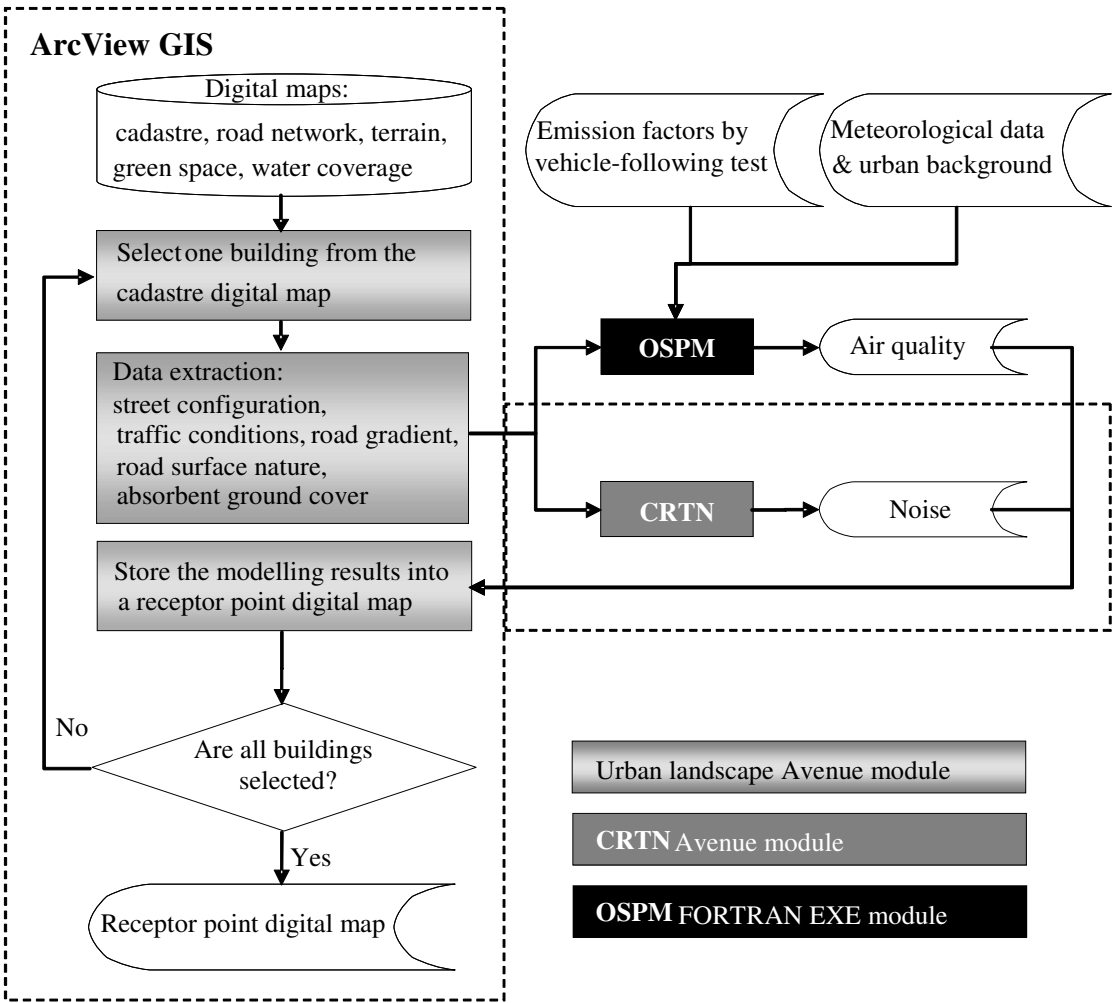 ArcView GIS
Digital maps:
cadastre, road network, terrain,
green space, water coverage
Emission factors by
vehicle-following test
Meteorological data
& urban background
Select one building from the
cadastre digital map
OSPM
Air quality
Data extraction:
street configuration,
traffic conditions, road gradient,
road surface nature,
absorbent ground cover
CRTN
Noise
Store the modelling results into
a receptor point digital map
No
Are all buildings
selected?
Yes
Receptor point digital map
Urban landscape Avenue module
CRTN Avenue module
OSPM FORTRAN EXE module